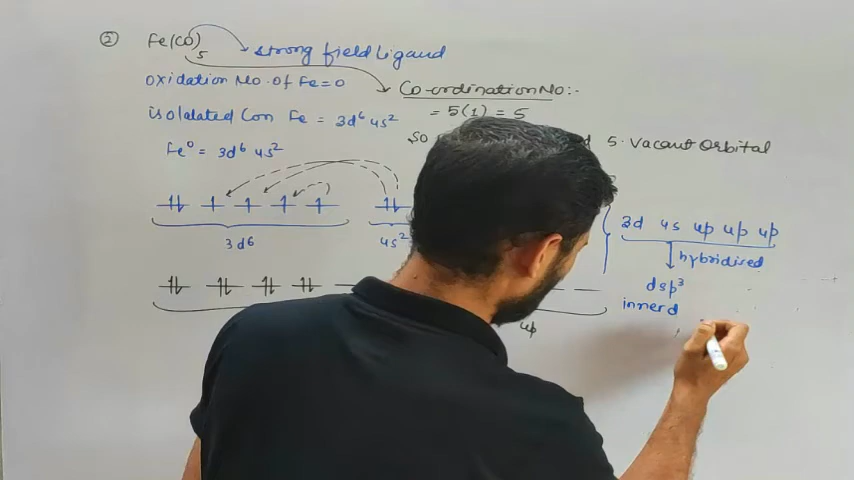 ② Fe(CO)5 strong field Ligand
oxidation No. of Fe = 0
Co-ordination No:-
= 5(1) = 5
isolalated Con Fe = 3d6 4s2
So 5. Vacant Orbital
Fe0 = 3d6 4s2
3d 4s 4p 4p 4p
3d6 4s2
hybridised
dsp3
inner d
4p